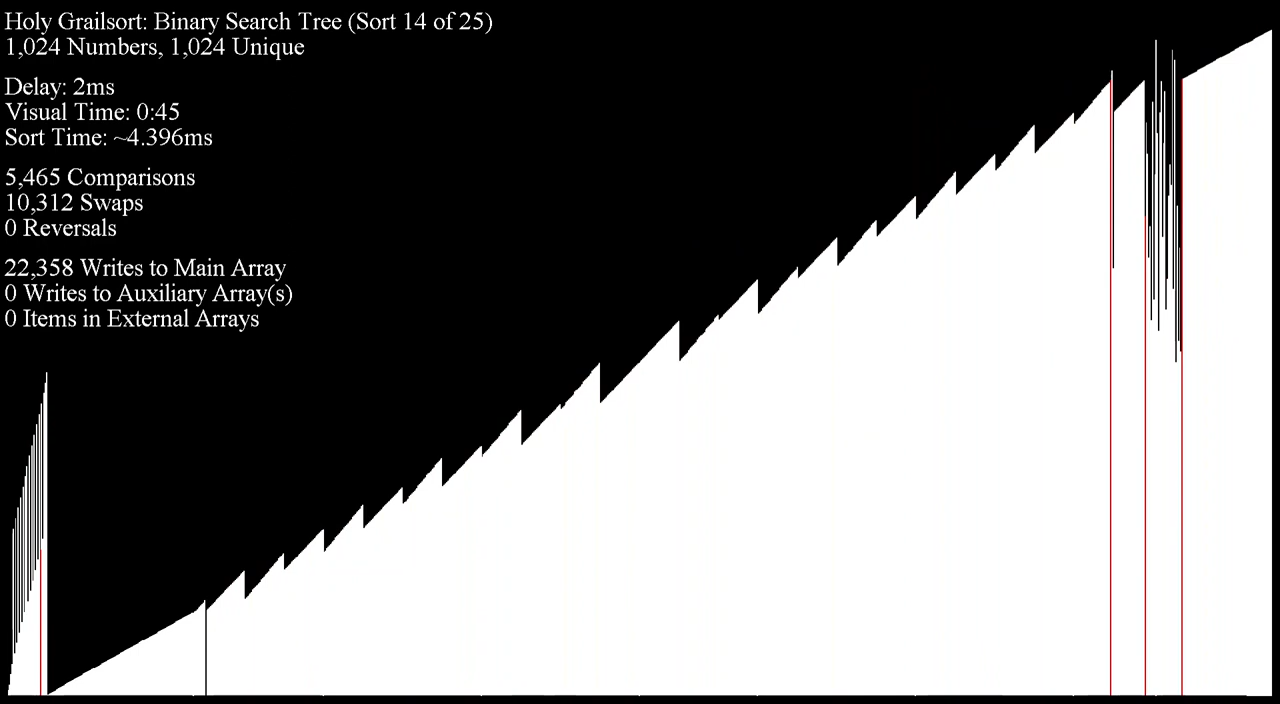 Holy Grailsort: Binary Search Tree (Sort 14 of 25)
1,024 Numbers, 1,024 Unique
Delay: 2ms
Visual Time: 0:45
Sort Time: ~4.396ms
5,465 Comparisons
10,312 Swaps
0 Reversals
22,358 Writes to Main Array
0 Writes to Auxiliary Array(s)
0 Items in External Arrays